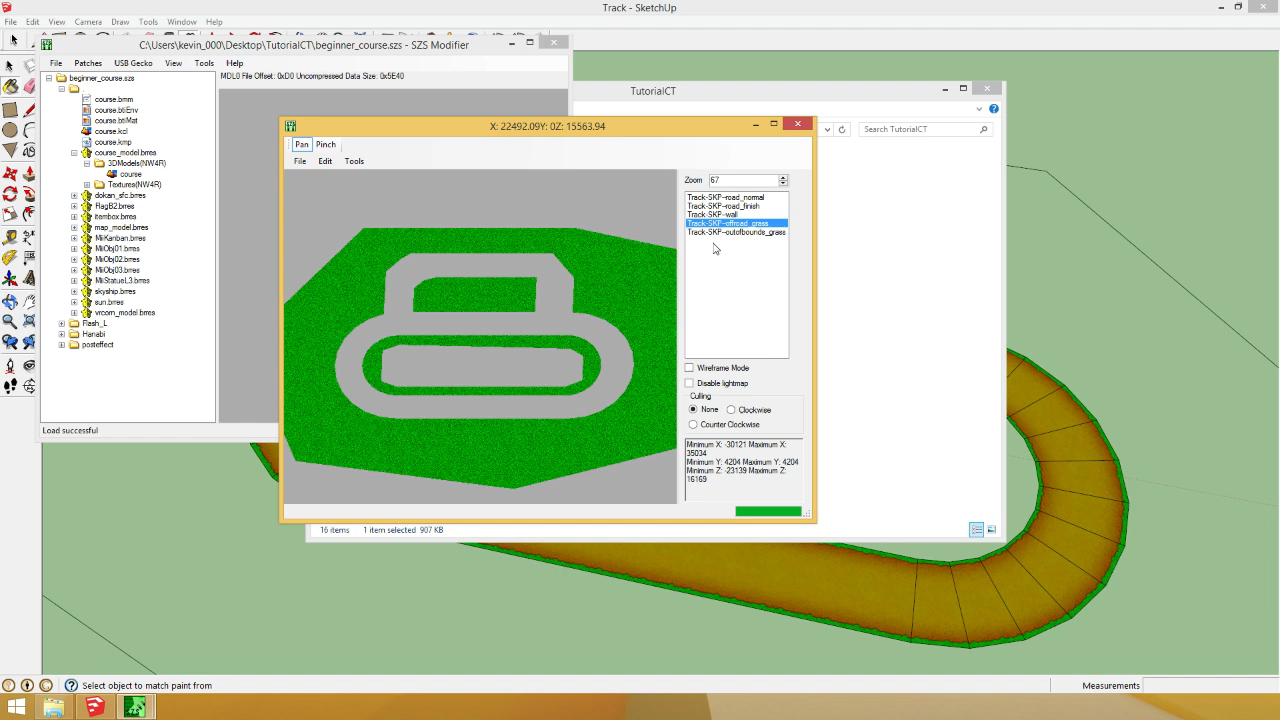 Track - SketchUp
File Edit View Camera Draw Tools Window Help
C:\Users\kevin_000\Desktop\TutorialCT\beginner_course.szs - SZS Modifier
File Patches USB Gecko View Tools Help
beginner_course.szs
MDL0 File Offset: 0xD0 Uncompressed Data Size: 0x5E40
course.bmm
course.btiEnv
course.btiMat
course.kcl
course.kmp
course_model.brres
3DModels(NW4R)
course
Textures(NW4R)
dokan_sfc.brres
FlagB2.brres
itembox.brres
map_model.brres
MiiKanban.brres
MiiObj01.brres
MiiObj02.brres
MiiObj03.brres
MiiStatueL3.brres
skyship.brres
sun.brres
vrcorn_model.brres
Flash_L
Hanabi
posteffect
Load successful
TutorialCT
Search TutorialCT
X: 22492.09Y: 0Z: 15563.94
Pan Pinch
File Edit Tools
Zoom 67
Track-SKP--road_normal
Track-SKP--road_finish
Track-SKP--wall
Track-SKP--offroad_grass
Track-SKP--outofbounds_grass
Wireframe Mode
Disable lightmap
Culling
None Clockwise
Counter Clockwise
Minimum X: -30121 Maximum X:
35034
Minimum Y: 4204 Maximum Y: 4204
Minimum Z: -23139 Maximum Z:
16169
16 items 1 item selected 907 KB
Select object to match paint from
Measurements